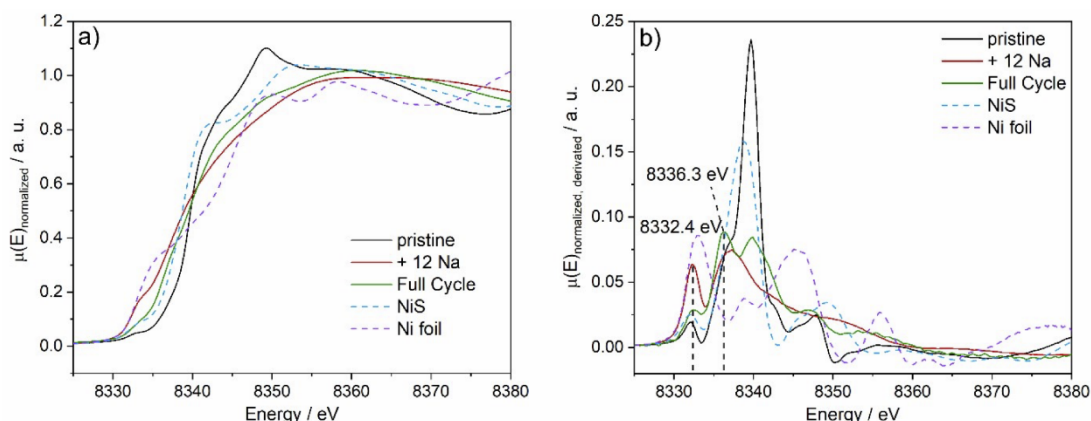 a)
1.2
1.0
0.8
0.6
0.4
0.2
0.0
μ(E)normalized / a. u.
pristine
+ 12 Na
Full Cycle
NiS
Ni foil
8330 8340 8350 8360 8370 8380
Energy / eV
b)
0.25
0.20
0.15
0.10
0.05
0.00
μ(E)normalized, derivated / a. u.
pristine
+ 12 Na
Full Cycle
NiS
Ni foil
8336.3 eV
8332.4 eV
8330 8340 8350 8360 8370 8380
Energy / eV